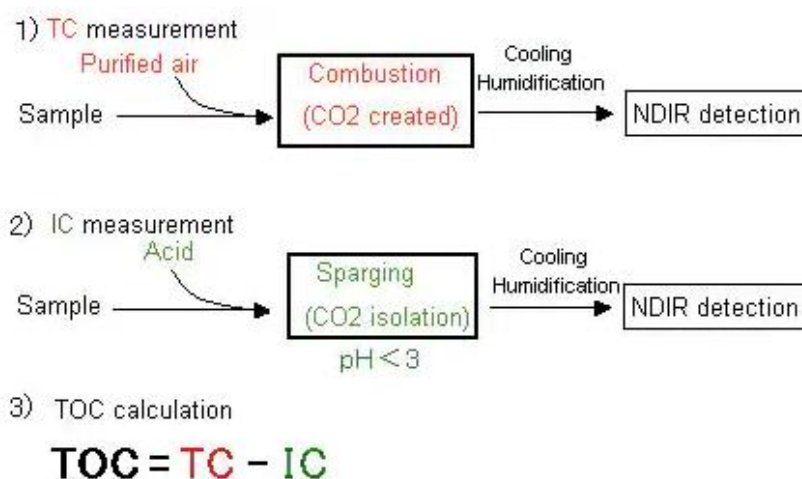 1) TC measurement
Purified air
Sample
Combustion
(CO2 created)
Cooling
Humidification
NDIR detection
2) IC measurement
Acid
Sample
Sparging
(CO2 isolation)
pH < 3
Cooling
Humidification
NDIR detection
3) TOC calculation
TOC = TC - IC